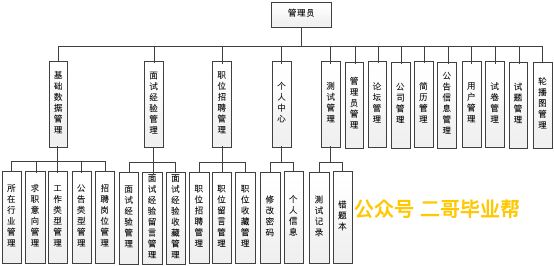 管理员
基础数据管理
面试经验管理
职位招聘管理
个人中心
测试管理
管理员管理
论坛管理
公司管理
简历管理
公告信息管理
用户管理
试卷管理
试题管理
轮播图管理
所在行业管理
求职意向管理
工作类型管理
公告类型管理
招聘岗位管理
面试经验管理
面试经验留言管理
面试经验收藏管理
职位招聘管理
职位留言管理
职位收藏管理
修改密码
个人信息
测试记录
错题本
公众号 二哥毕业帮